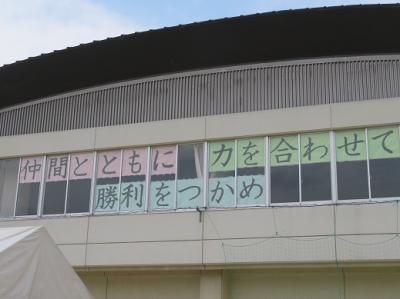 仲間とともに 力を合わせて
勝利をつかめ